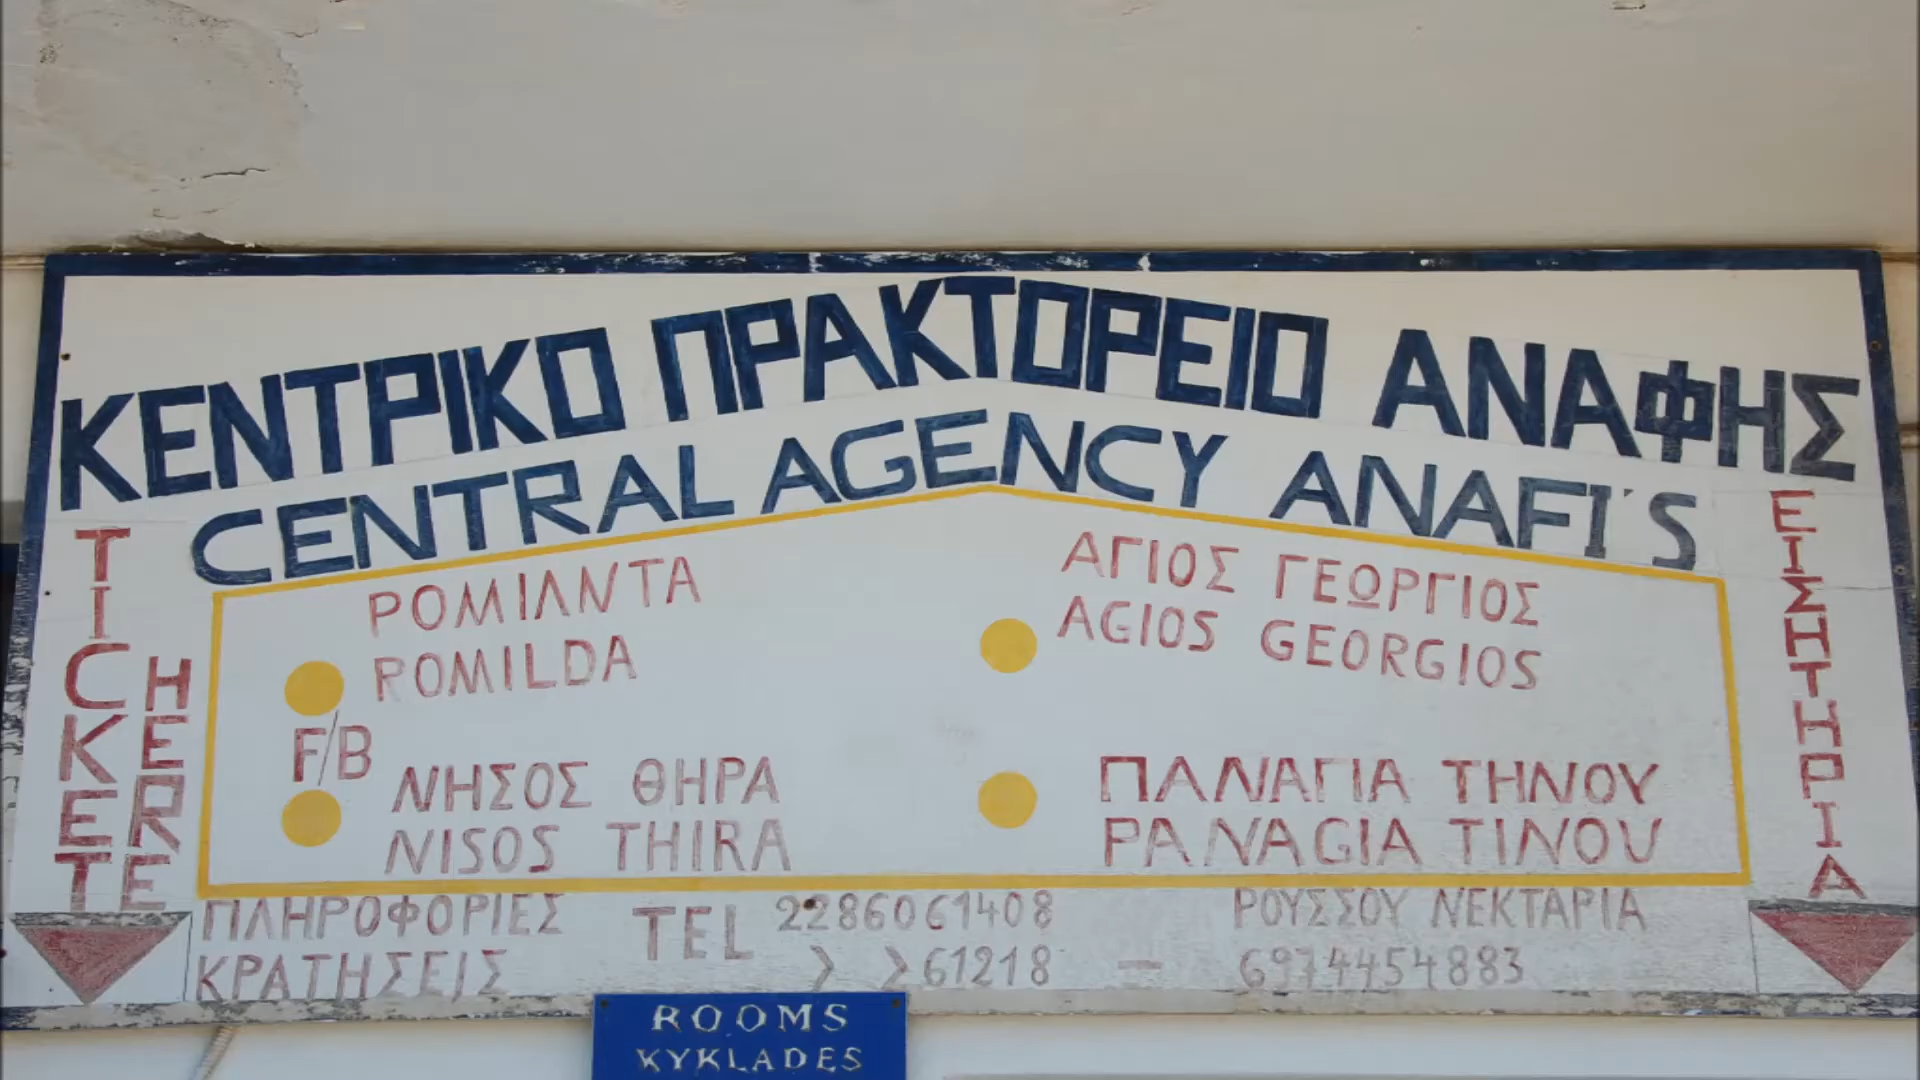 ΚΕΝΤΡΙΚΟ ΠΡΑΚΤΟΡΕΙΟ ΑΝΑΦΗΣ
CENTRAL AGENCY ANAFI'S
TICKETE
HERE
ΡΟΜΙΛΝΤΑ
ROMILDA
F/B
ΝΗΣΟΣ ΘΗΡΑ
NISOS THIRA
ΑΓΙΟΣ ΓΕΩΡΓΙΟΣ
AGIOS GEORGIOS
ΠΑΝΑΓΙΑ ΤΗΝΟΥ
PANAGIA TINOU
ΕΙΣΗΤΗΡΙΑ
ΠΛΗΡΟΦΟΡΙΕΣ
ΚΡΑΤΗΣΕΙΣ
TEL 2286061408
> >61218 — 6974454883
ΡΟΥΣΣΟΥ ΝΕΚΤΑΡΙΑ
ROOMS
KYKLADES